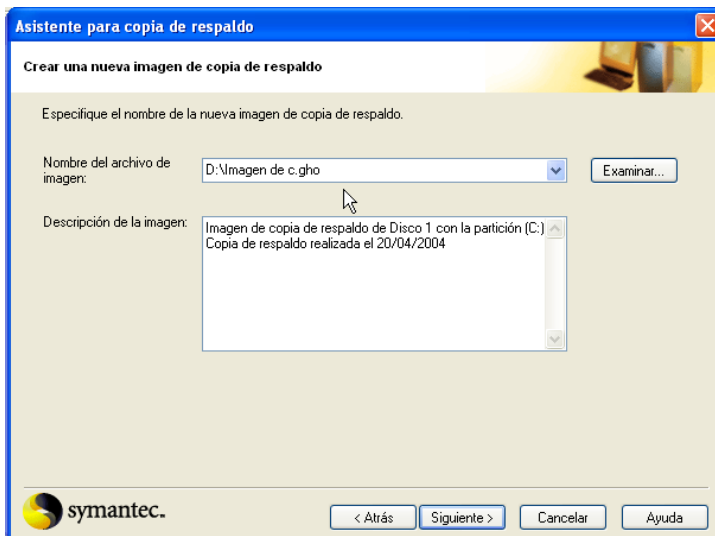 Asistente para copia de respaldo
Crear una nueva imagen de copia de respaldo
Especifique el nombre de la nueva imagen de copia de respaldo.
Nombre del archivo de
imagen:
D:\Imagen de c.gho
Examinar...
Descripción de la imagen:
Imagen de copia de respaldo de Disco 1 con la partición (C:)
Copia de respaldo realizada el 20/04/2004
symantec.
< Atrás
Siguiente >
Cancelar
Ayuda